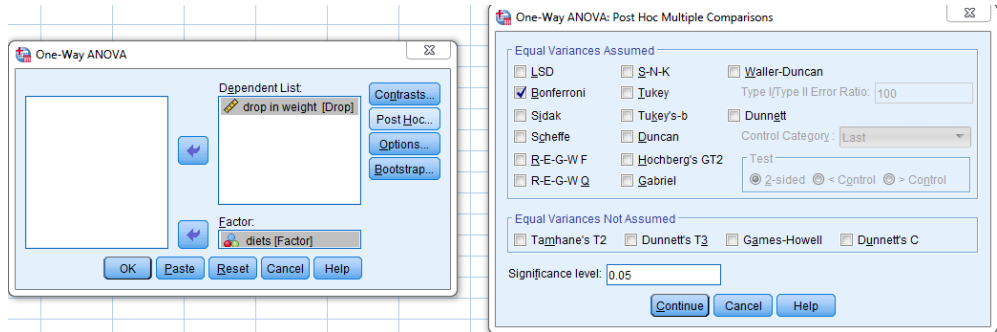 One-Way ANOVA
Dependent List:
drop in weight [Drop]
Contrasts...
Post Hoc...
Options...
Bootstrap...
Factor:
diets [Factor]
OK Paste Reset Cancel Help
One-Way ANOVA: Post Hoc Multiple Comparisons
Equal Variances Assumed
LSD S-N-K Waller-Duncan
Bonferroni Tukey Type I/Type II Error Ratio: 100
Sidak Tukey's-b Dunnett
Scheffe Duncan Control Category : Last
R-E-G-W F Hochberg's GT2 Test
R-E-G-W Q Gabriel 2-sided < Control > Control
Equal Variances Not Assumed
Tamhane's T2 Dunnett's T3 Games-Howell Dunnett's C
Significance level: 0.05
Continue Cancel Help